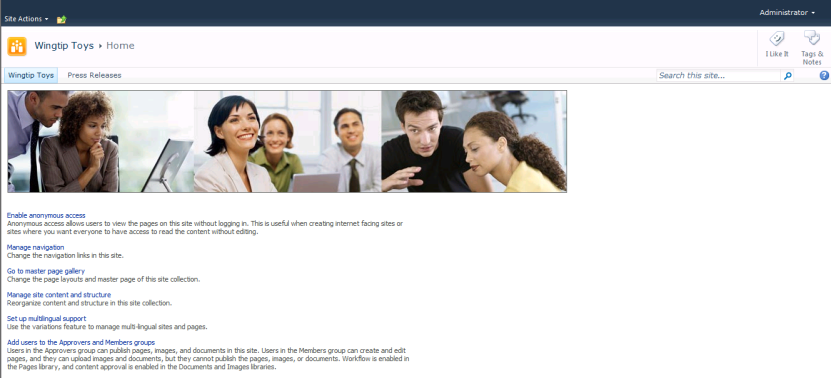 Administrator
Site Actions
Wingtip Toys › Home
I Like It
Tags &
Notes
Wingtip Toys
Press Releases
Search this site...
Enable anonymous access
Anonymous access allows users to view the pages on this site without logging in. This is useful when creating internet facing sites or
sites where you want everyone to have access to read the content without editing.
Manage navigation
Change the navigation links in this site.
Go to master page gallery
Change the page layouts and master page of this site collection.
Manage site content and structure
Reorganize content and structure in this site collection.
Set up multilingual support
Use the variations feature to manage multi-lingual sites and pages.
Add users to the Approvers and Members groups
Users in the Approvers group can publish pages, images, and documents in this site. Users in the Members group can create and edit
pages, and they can upload images and documents, but they cannot publish the pages, images, or documents. Workflow is enabled in
the Pages library, and content approval is enabled in the Documents and Images libraries.